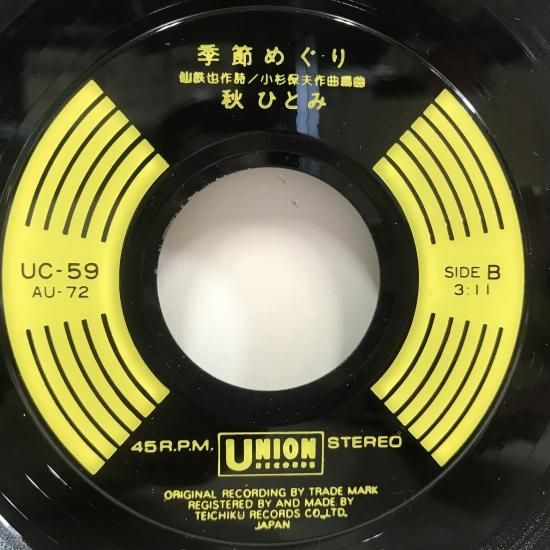 季節めぐり
仙鉄也作詩/小杉保夫作曲編曲
秋ひとみ
UC-59
AU-72
SIDE B
3:11
45 R.P.M. UNION RECORDS STEREO
ORIGINAL RECORDING BY TRADE MARK
REGISTERED BY AND MADE BY
TEICHIKU RECORDS CO., LTD.
JAPAN